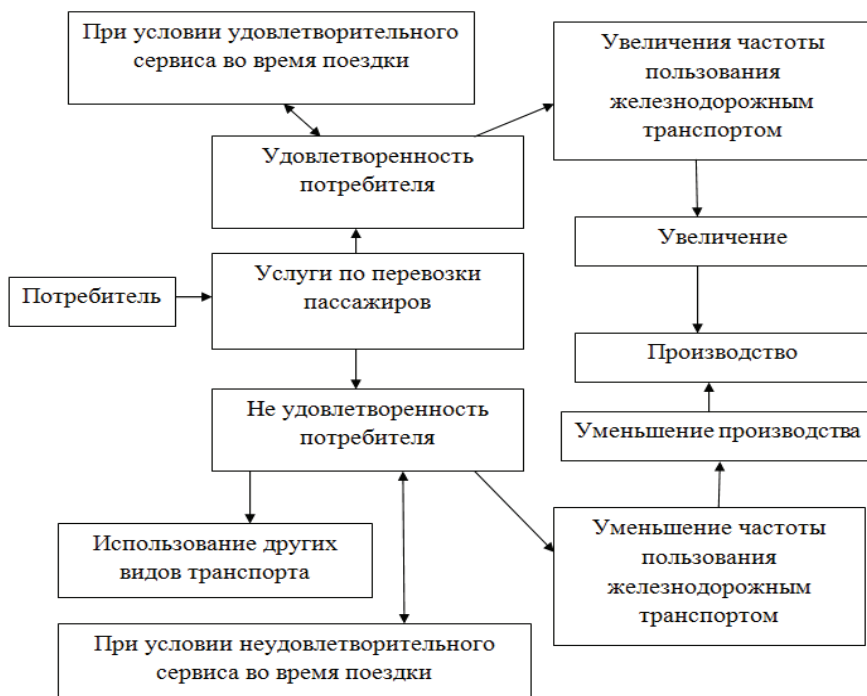 При условии удовлетворительного
сервиса во время поездки
Увеличения частоты
пользования
железнодорожным
транспортом
Удовлетворенность
потребителя
Увеличение
Услуги по перевозки
пассажиров
Потребитель
Производство
Не удовлетворенность
потребителя
Уменьшение производства
Использование других
видов транспорта
Уменьшение частоты
пользования
железнодорожным
транспортом
При условии неудовлетворительного
сервиса во время поездки